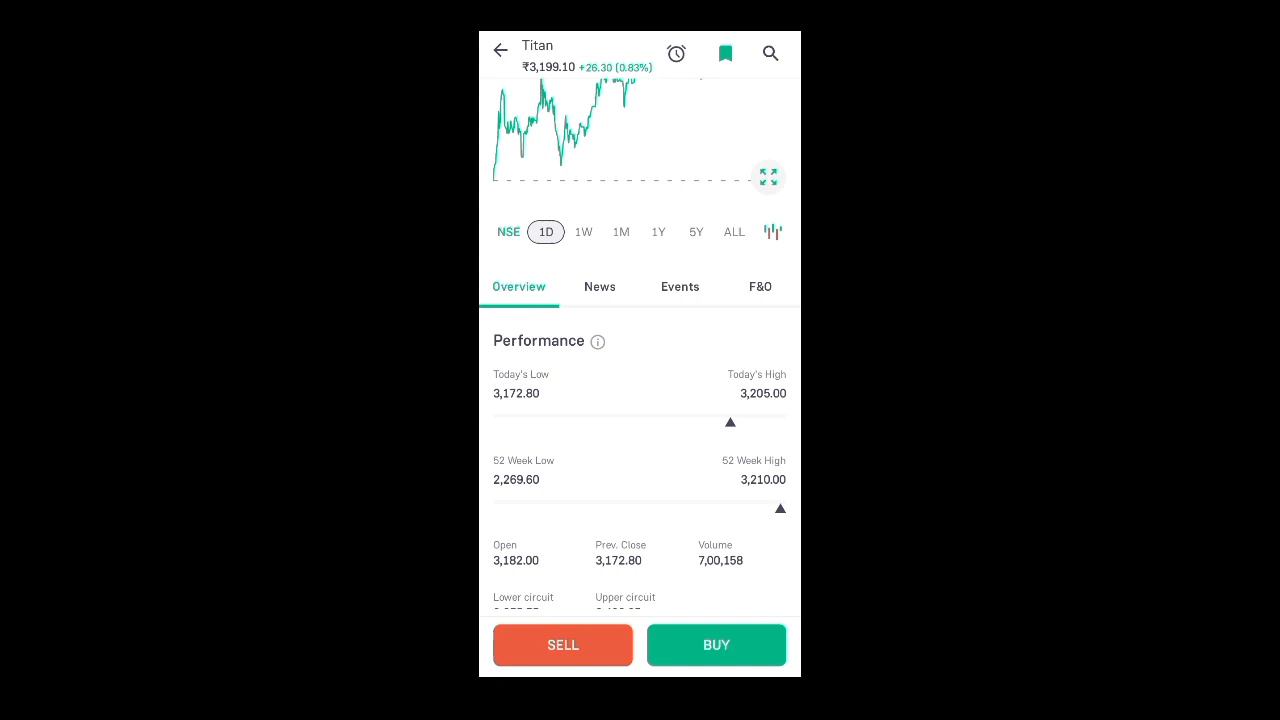 Titan
₹3,199.10 +26.30 (0.83%)
NSE 1D 1W 1M 1Y 5Y ALL
Overview News Events F&O
Performance
Today's Low Today's High
3,172.80 3,205.00
52 Week Low 52 Week High
2,269.60 3,210.00
Open Prev. Close Volume
3,182.00 3,172.80 7,00,158
Lower circuit Upper circuit
SELL BUY